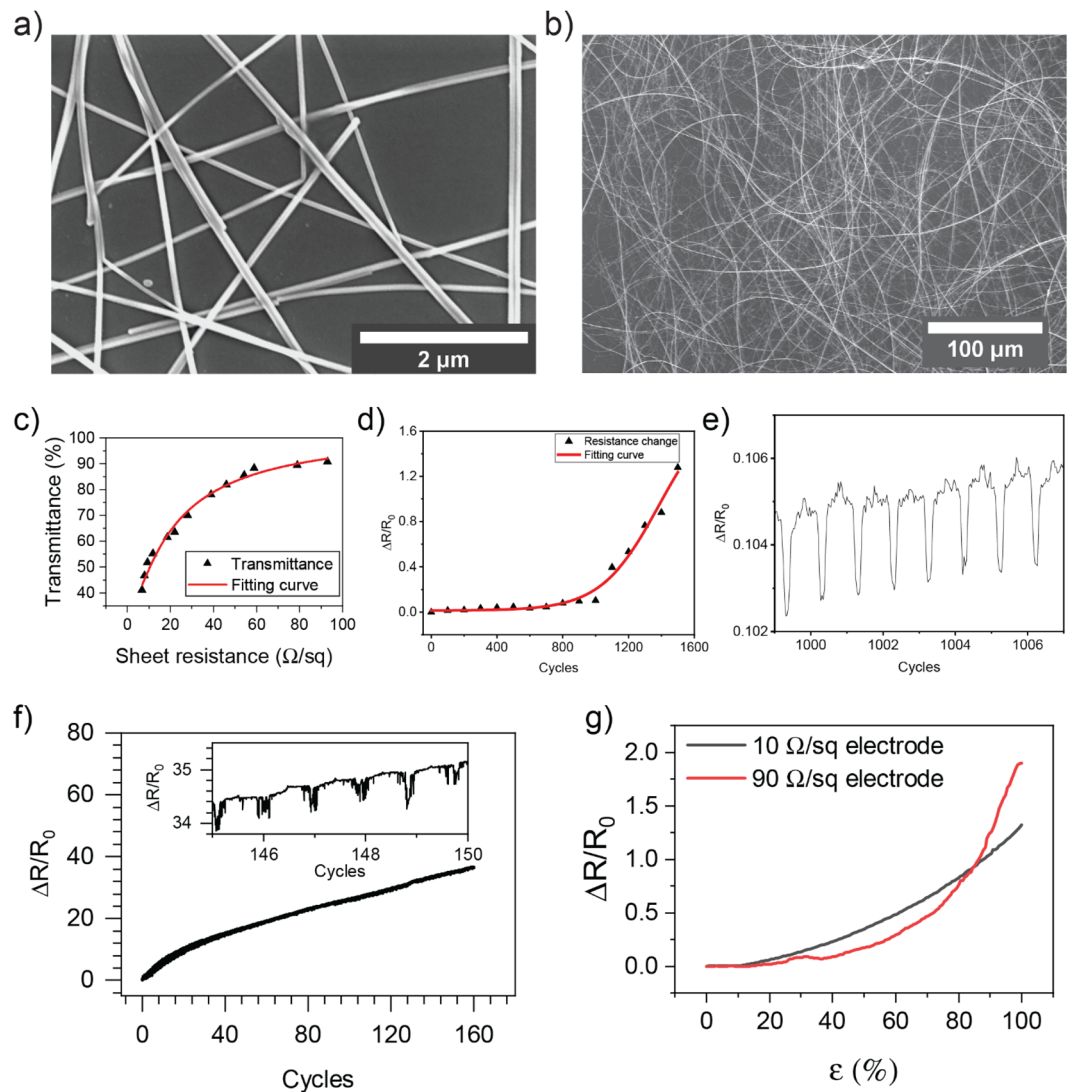 a)
2 μm
b)
100 μm
c)
Transmittance (%)
100
90
80
70
60
50
40
Transmittance
Fitting curve
0
20
40
60
80
100
Sheet resistance (Ω/sq)
d)
ΔR/R0
1.6
1.2
0.8
0.4
0.0
Resistance change
Fitting curve
0
400
800
1200
1600
Cycles
e)
ΔR/R0
0.106
0.104
0.102
1000
1002
1004
1006
Cycles
f)
ΔR/R0
80
60
40
20
0
ΔR/R0
35
34
146
148
150
Cycles
0
40
80
120
160
Cycles
g)
ΔR/R0
2.0
1.5
1.0
0.5
0.0
10 Ω/sq electrode
90 Ω/sq electrode
0
20
40
60
80
100
ε (%)